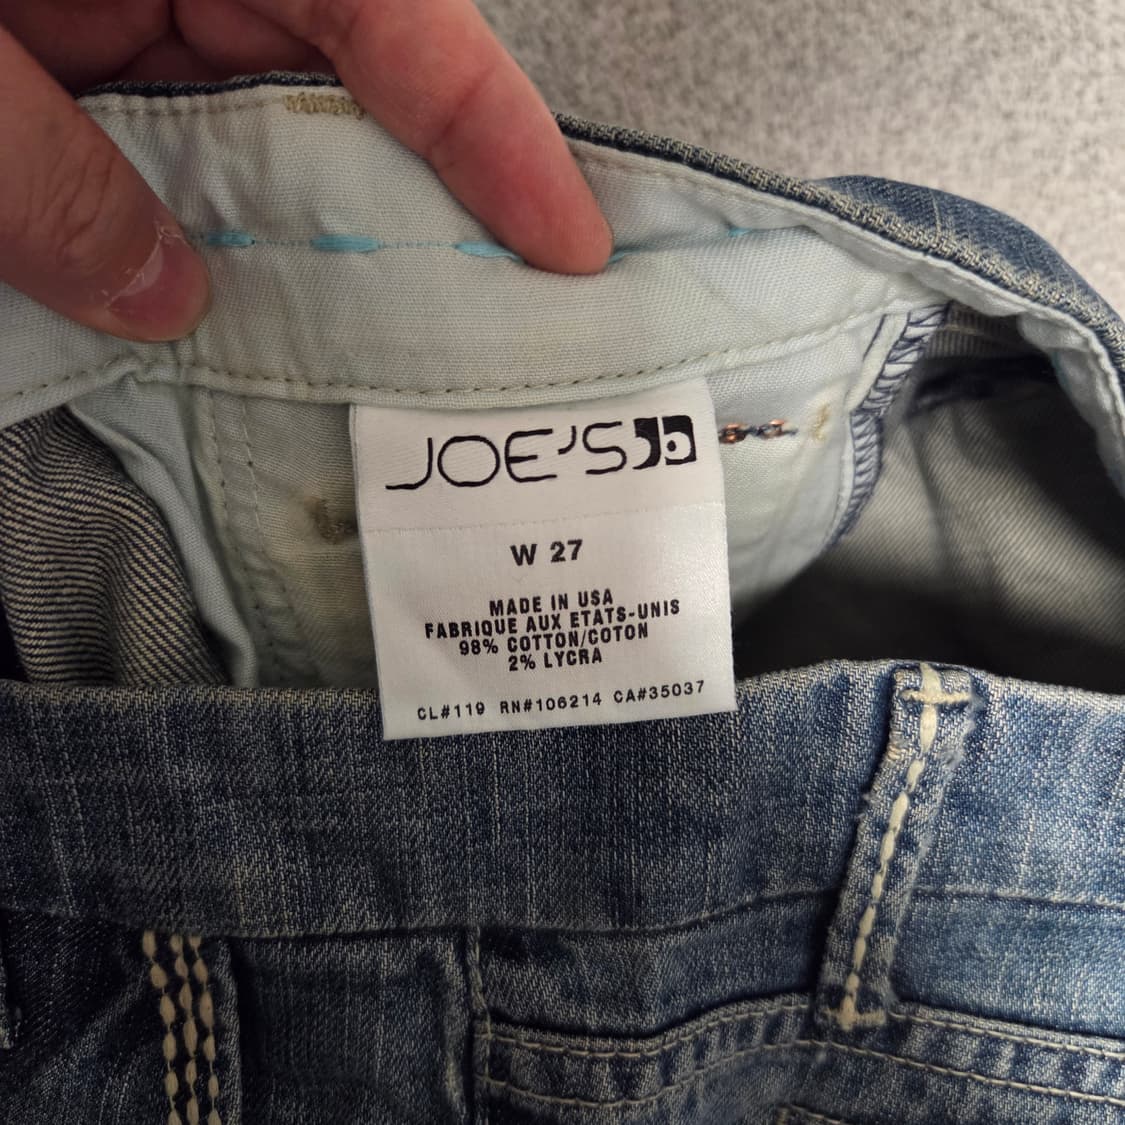 JOE'S
W 27
MADE IN USA
FABRIQUE AUX ETATS-UNIS
98% COTTON/COTON
2% LYCRA
CL#119 RN#106214 CA#35037